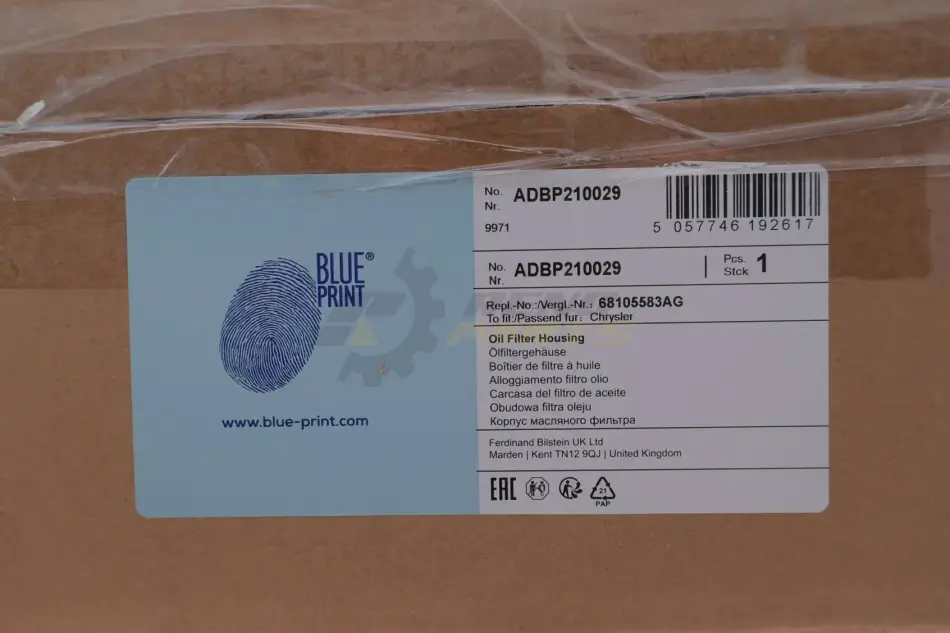 BLUE®
PRINT
www.blue-print.com
No. ADBP210029
Nr.
9971
5 057746 192617
No. ADBP210029
Nr.
Pcs. 1
Stck
Repl.-No.:/Vergl.-Nr.: 68105583AG
To fit:/Passend fur: Chrysler
Oil Filter Housing
Ölfiltergehäuse
Boîtier de filtre à huile
Alloggiamento filtro olio
Carcasa del filtro de aceite
Obudowa filtra oleju
Корпус масляного фильтра
Ferdinand Bilstein UK Ltd
Marden | Kent TN12 9QJ | United Kingdom
EAC
21
PAP